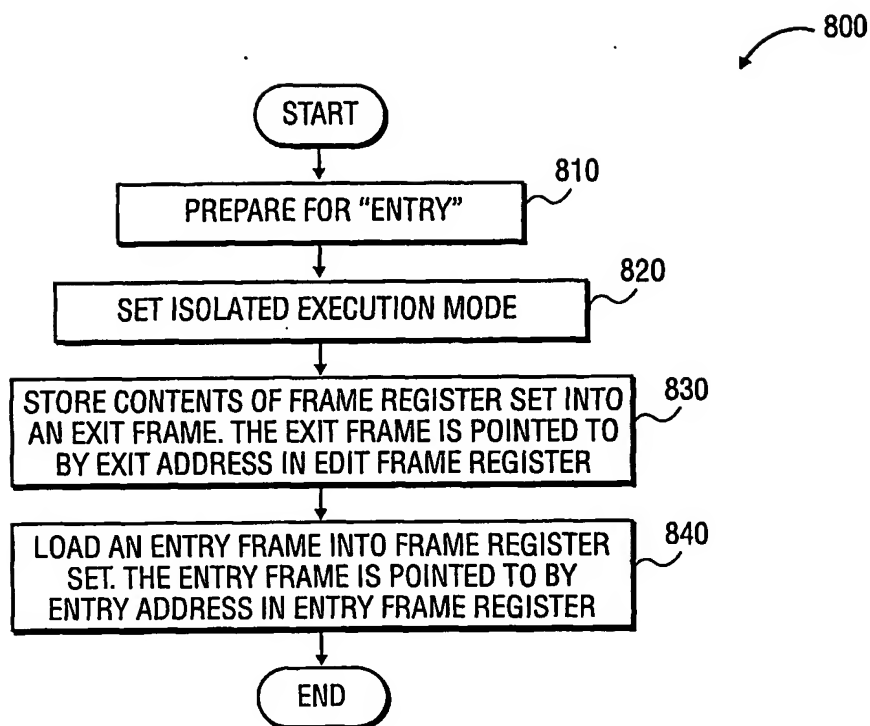 800
START
810
PREPARE FOR “ENTRY”
820
SET ISOLATED EXECUTION MODE
830
STORE CONTENTS OF FRAME REGISTER SET INTO
AN EXIT FRAME. THE EXIT FRAME IS POINTED TO
BY EXIT ADDRESS IN EDIT FRAME REGISTER
840
LOAD AN ENTRY FRAME INTO FRAME REGISTER
SET. THE ENTRY FRAME IS POINTED TO BY
ENTRY ADDRESS IN ENTRY FRAME REGISTER
END